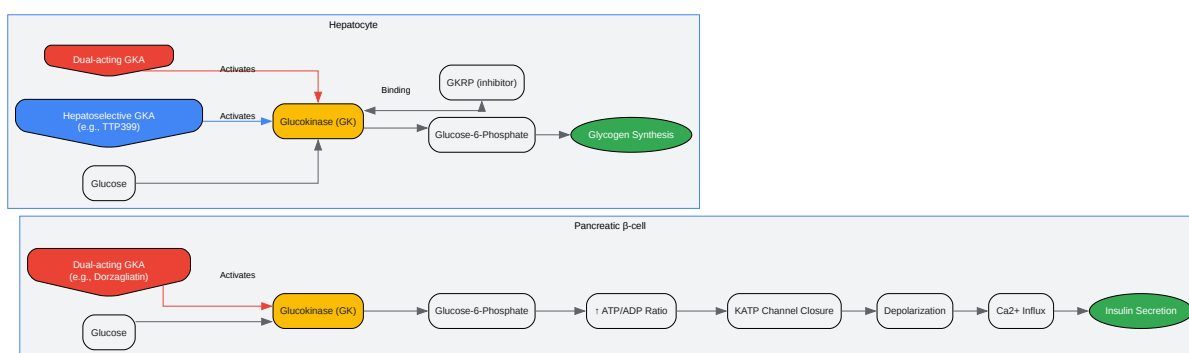 Hepatocyte
Dual-acting GKA
Activates
GKRP (inhibitor)
Binding
Hepatoselective GKA
(e.g., TTP399)
Activates
Glucokinase (GK)
Glucose-6-Phosphate
Glycogen Synthesis
Glucose
Pancreatic β-cell
Dual-acting GKA
(e.g., Dorzagliatin)
Activates
Glucokinase (GK)
Glucose-6-Phosphate
↑ ATP/ADP Ratio
KATP Channel Closure
Depolarization
Ca2+ Influx
Insulin Secretion
Glucose